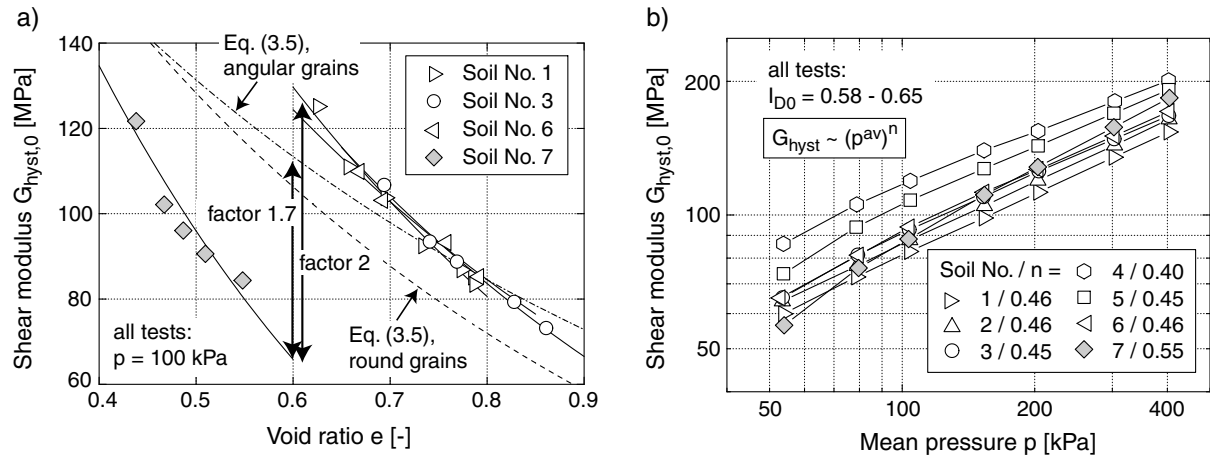 a)
Shear modulus G_hyst,0 [MPa]
140
120
100
80
60
0.4
0.5
0.6
0.7
0.8
0.9
Void ratio e [-]
Eq. (3.5),
angular grains
Soil No. 1
Soil No. 3
Soil No. 6
Soil No. 7
factor 1.7
factor 2
all tests:
p = 100 kPa
Eq. (3.5),
round grains
b)
Shear modulus G_hyst,0 [MPa]
200
100
50
50
100
200
400
Mean pressure p [kPa]
all tests:
I_D0 = 0.58 - 0.65
G_hyst ~ (p^av)^n
Soil No. / n =
1 / 0.46
2 / 0.46
3 / 0.45
4 / 0.40
5 / 0.45
6 / 0.46
7 / 0.55